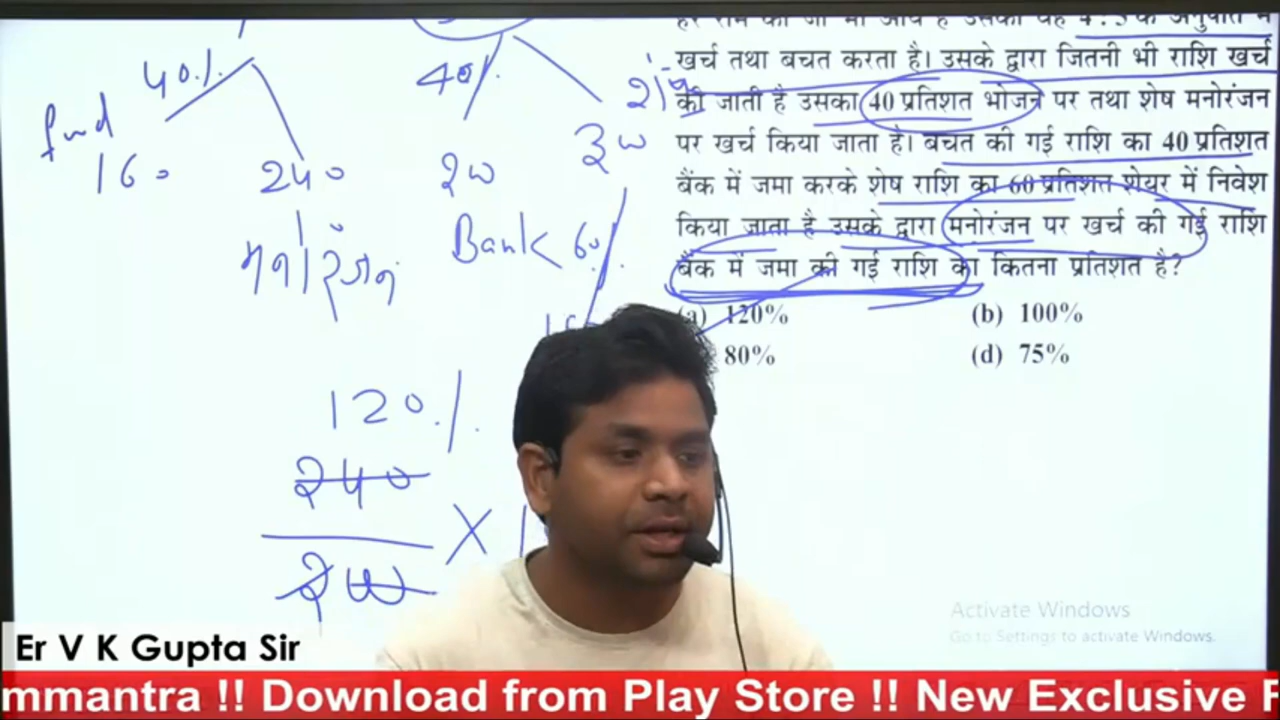 खर्च तथा बचत करता है। उसके द्वारा जितनी भी राशि खर्च
की जाती है उसका 40 प्रतिशत भोजन पर तथा शेष मनोरंजन
पर खर्च किया जाता है। बचत की गई राशि का 40 प्रतिशत
बैंक में जमा करके शेष राशि का 60 प्रतिशत शेयर में निवेश
किया जाता है उसके द्वारा मनोरंजन पर खर्च की गई राशि
बैंक में जमा की गई राशि का कितना प्रतिशत है?
(a) 120%
(b) 100%
80%
(d) 75%
40%
160
240
40%
Bank
60%
120%
240
×
Er V K Gupta Sir
mmantra !! Download from Play Store !! New Exclusive F
Activate Windows
Go to Settings to activate Windows.